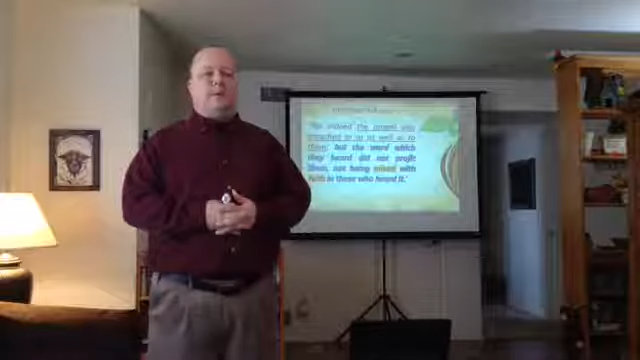 "For indeed the gospel was
preached to us as well as to
them; but the word which
they heard did not profit
them, not being mixed with
faith in those who heard it."